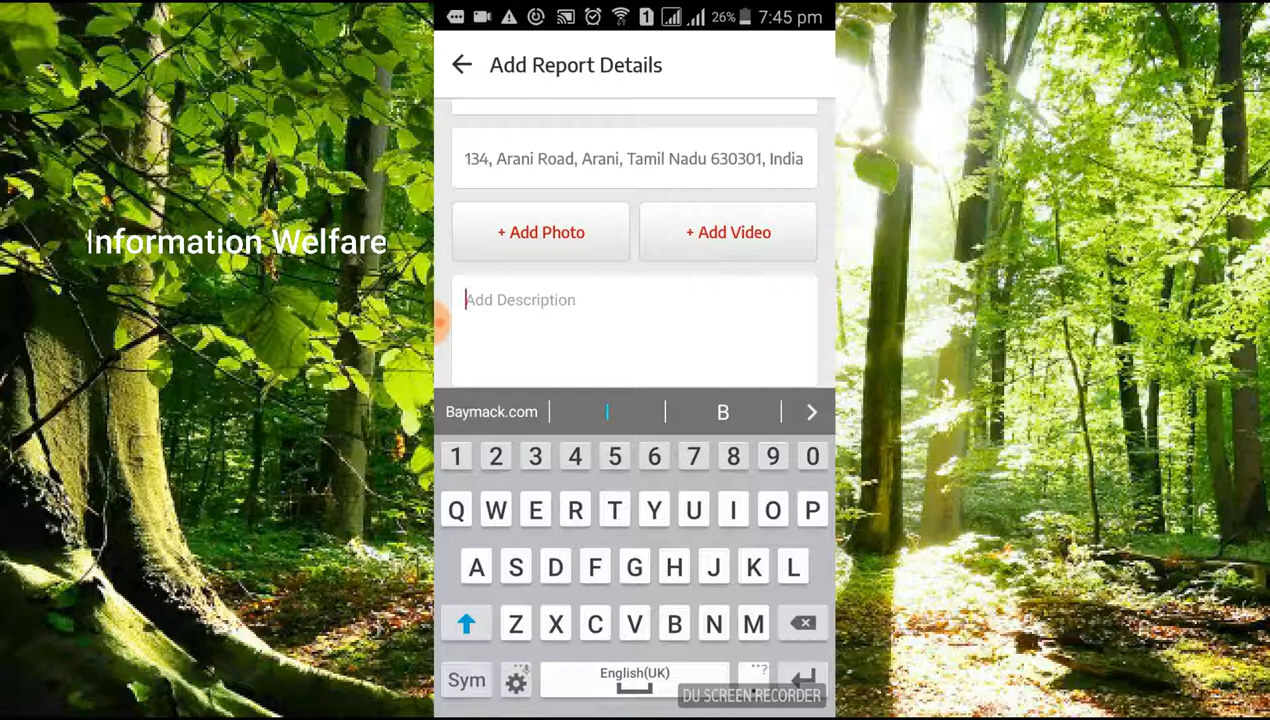 1 26% 7:45 pm
Add Report Details
134, Arani Road, Arani, Tamil Nadu 630301, India
+ Add Photo + Add Video
Information Welfare
Add Description
Baymack.com i B
1 2 3 4 5 6 7 8 9 0
Q W E R T Y U I O P
A S D F G H J K L
Z X C V B N M
Sym English(UK) ..?
DU SCREEN RECORDER